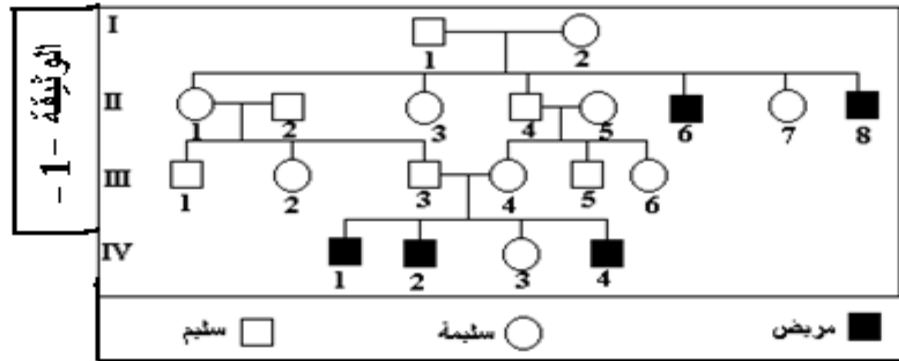 الوثيقة -1-
I
1 2
II
1 2 3 4 5 6 7 8
III
1 2 3 4 5 6
IV
1 2 3 4
سليم سليمة مريض